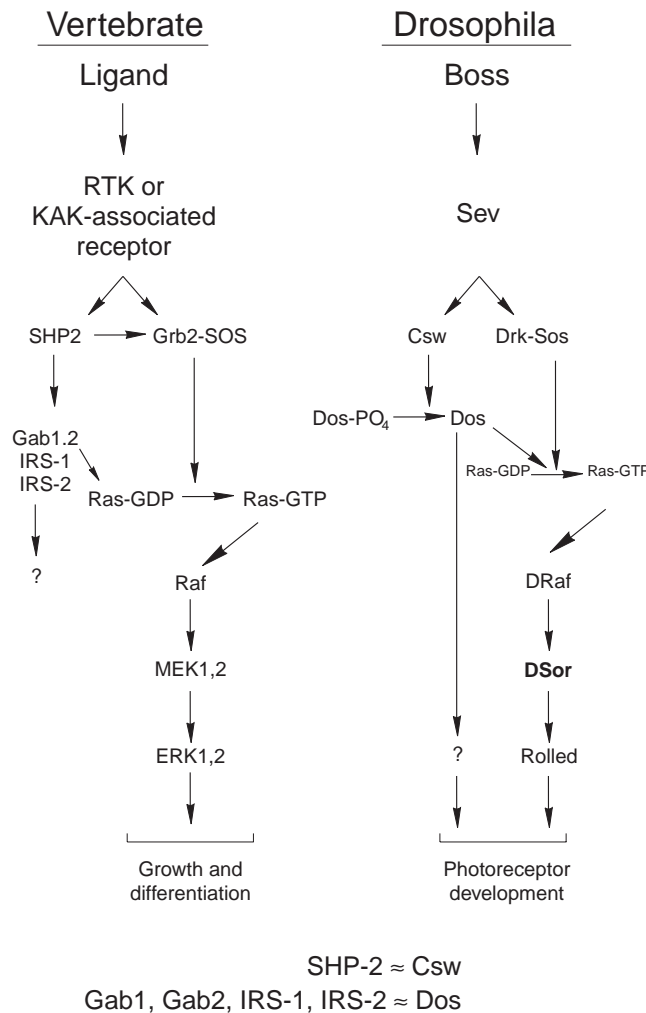 Vertebrate
Ligand
RTK or
KAK-associated
receptor
SHP2
Grb2-SOS
Gab1.2
IRS-1
IRS-2
Ras-GDP
Ras-GTP
?
Raf
MEK1,2
ERK1,2
Growth and
differentiation
Drosophila
Boss
Sev
Csw
Drk-Sos
Dos-PO4
Dos
Ras-GDP
Ras-GTP
DRaf
DSor
?
Rolled
Photoreceptor
development
SHP-2 ≈ Csw
Gab1, Gab2, IRS-1, IRS-2 ≈ Dos